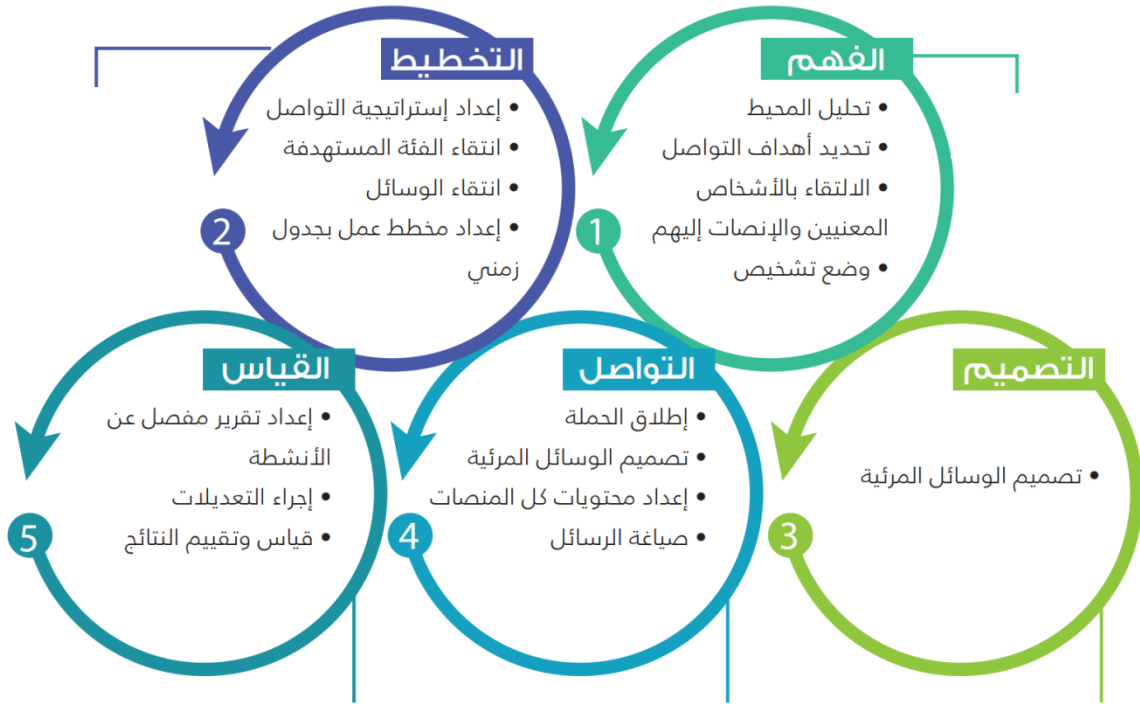 الفهم
• تحليل المحيط
• تحديد أهداف التواصل
• الالتقاء بالأشخاص
المعنيين والإنصات إليهم
• وضع تشخيص
1
التخطيط
• إعداد إستراتيجية التواصل
• انتقاء الفئة المستهدفة
• انتقاء الوسائل
• إعداد مخطط عمل بجدول
زمني
2
التصميم
• تصميم الوسائل المرئية
3
التواصل
• إطلاق الحملة
• تصميم الوسائل المرئية
• إعداد محتويات كل المنصات
• صياغة الرسائل
4
القياس
• إعداد تقرير مفصل عن
الأنشطة
• إجراء التعديلات
• قياس وتقييم النتائج
5